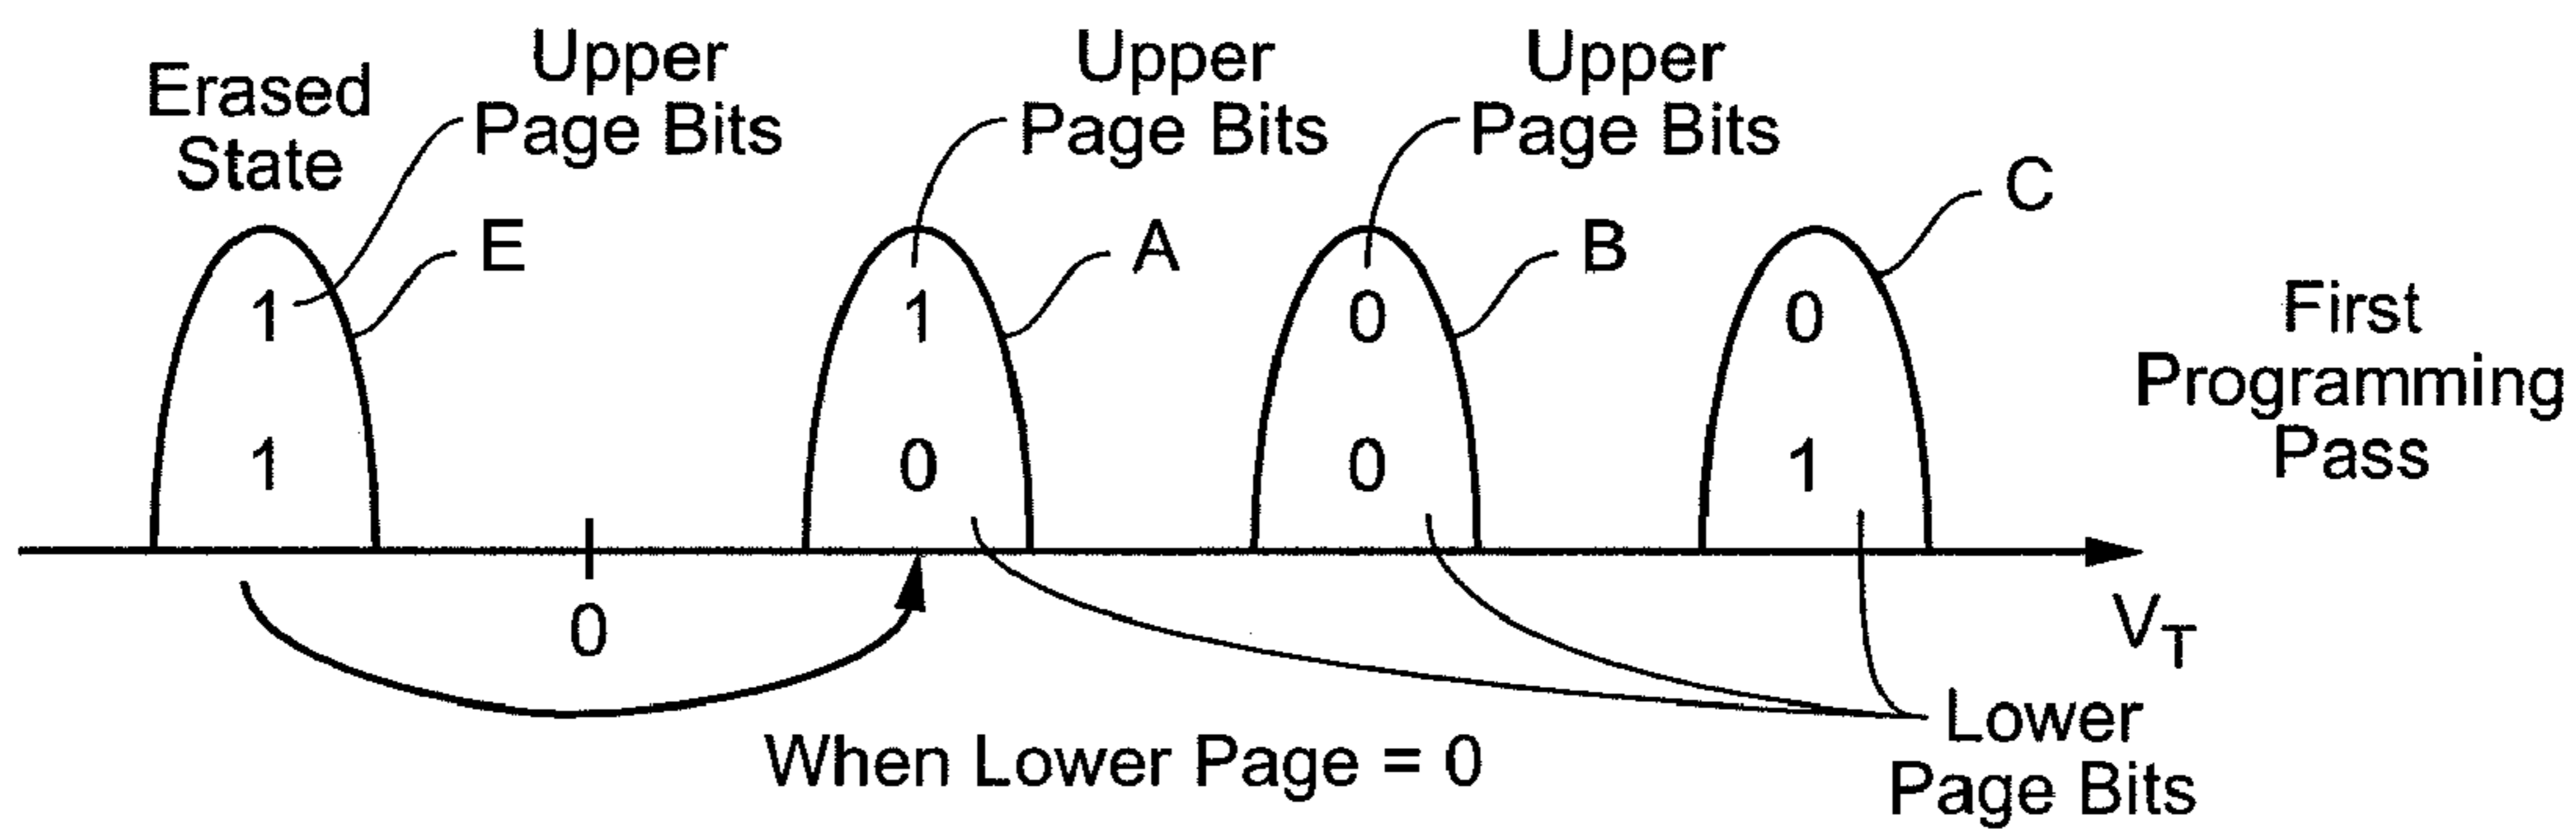 Erased
State
Upper
Page Bits
Upper
Page Bits
Upper
Page Bits
E
A
B
C
1
1
0
0
1
0
0
1
First
Programming
Pass
0
V_T
When Lower Page = 0
Lower
Page Bits